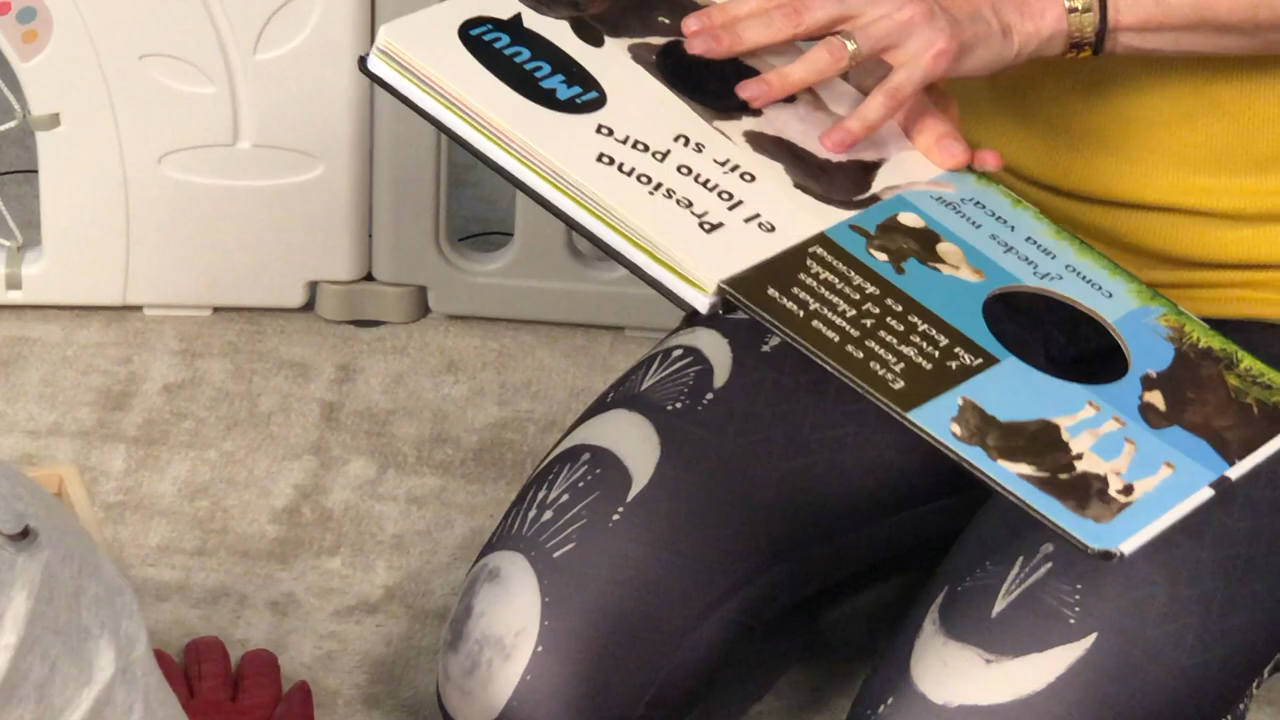 ¡Muuu!
Presiona
el lomo para
oír su
¿Puedes mugir
como una vaca?
Esto es una vaca.
Tiene manchas
negras y blancas
y vive en el establo.
¡Su leche es deliciosa!